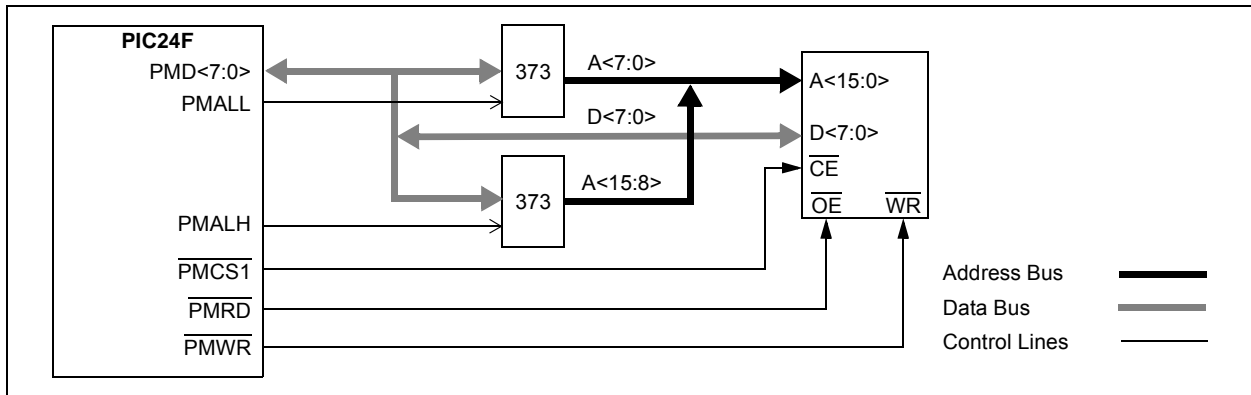 PIC24F
PMD<7:0>
PMALL
PMALH
PMCS1
PMRD
PMWR
373
A<7:0>
D<7:0>
373
A<15:8>
A<15:0>
D<7:0>
CE
OE WR
Address Bus
Data Bus
Control Lines